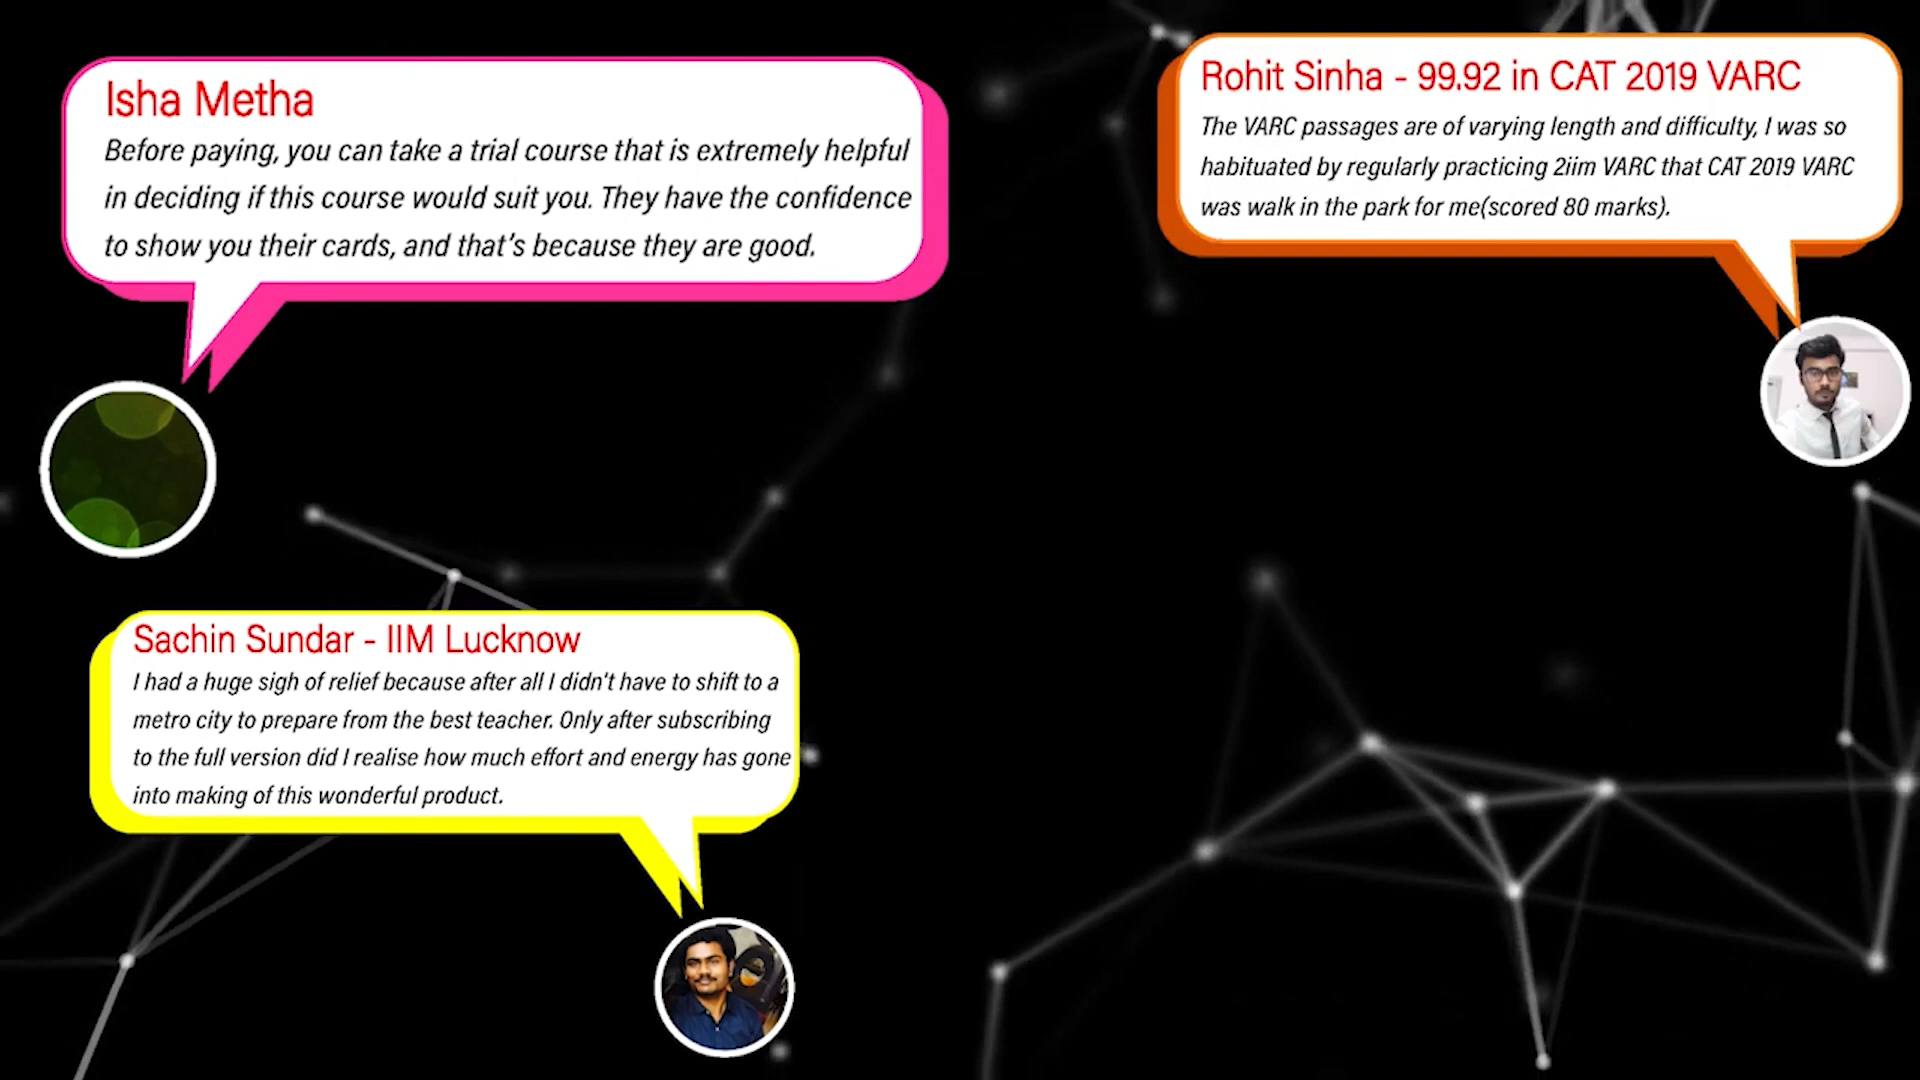 Isha Metha
Before paying, you can take a trial course that is extremely helpful
in deciding if this course would suit you. They have the confidence
to show you their cards, and that's because they are good.
Rohit Sinha - 99.92 in CAT 2019 VARC
The VARC passages are of varying length and difficulty, I was so
habituated by regularly practicing 2iim VARC that CAT 2019 VARC
was walk in the park for me(scored 80 marks).
Sachin Sundar - IIM Lucknow
I had a huge sigh of relief because after all I didn't have to shift to a
metro city to prepare from the best teacher. Only after subscribing
to the full version did I realise how much effort and energy has gone
into making of this wonderful product.